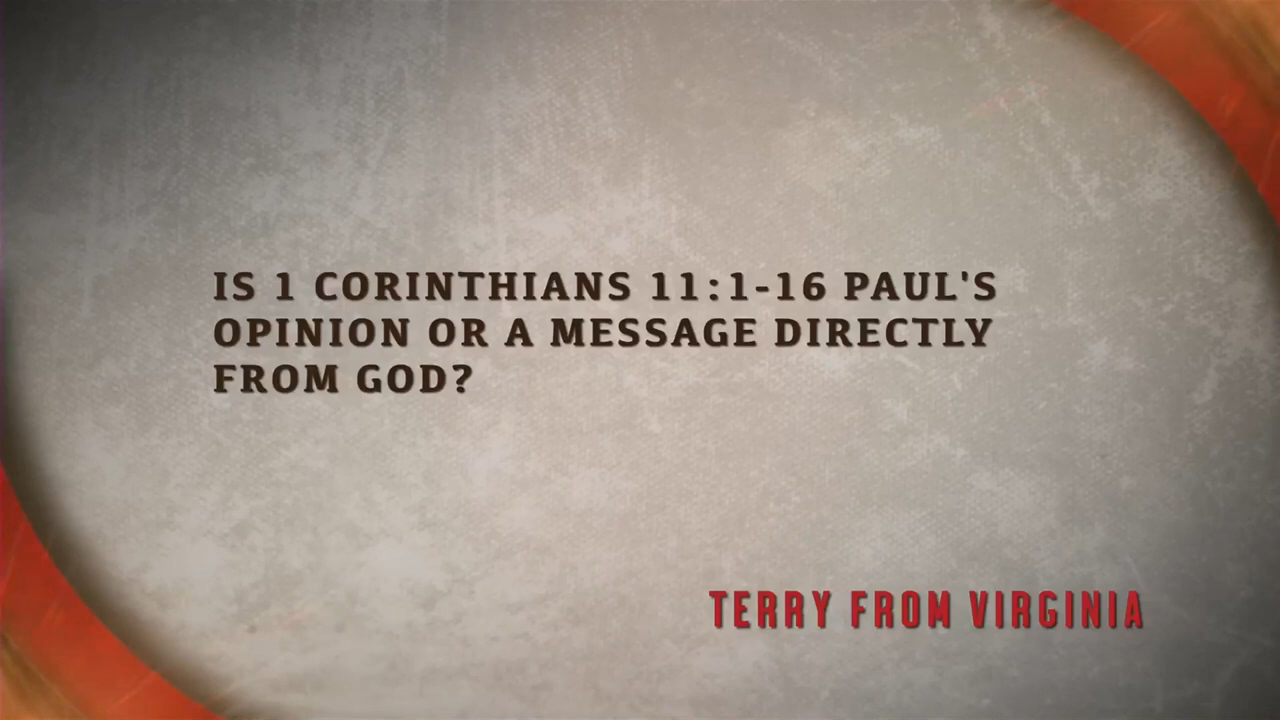 IS 1 CORINTHIANS 11:1-16 PAUL'S
OPINION OR A MESSAGE DIRECTLY
FROM GOD?
TERRY FROM VIRGINIA